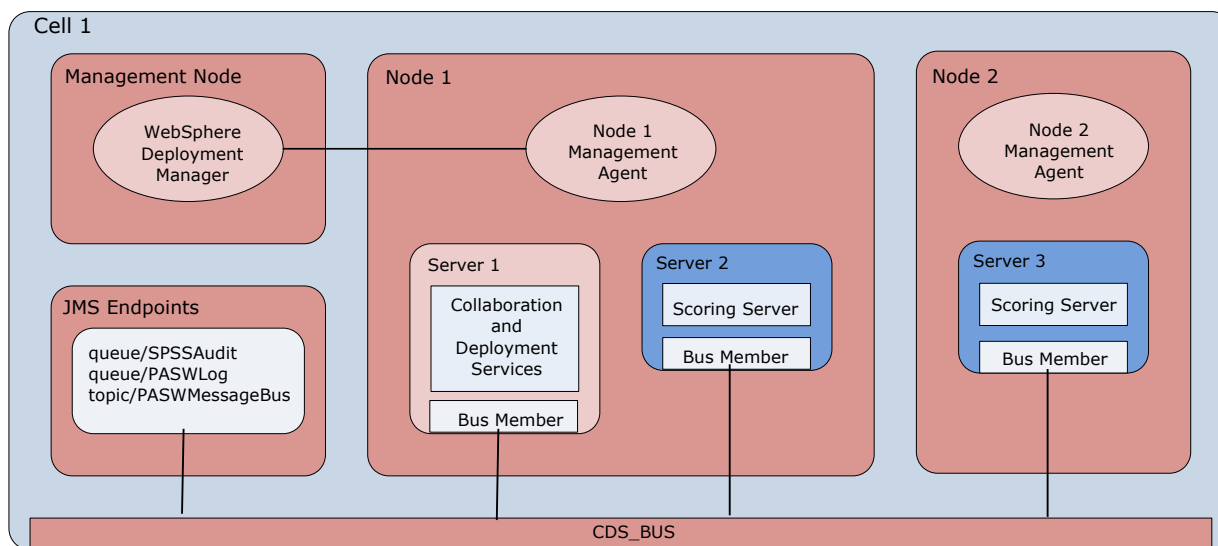 Cell 1
Management Node
WebSphere
Deployment
Manager
Node 1
Node 1
Management
Agent
Node 2
Node 2
Management
Agent
JMS Endpoints
queue/SPSSAudit
queue/PASWLog
topic/PASWMessageBus
Server 1
Collaboration
and
Deployment
Services
Bus Member
Server 2
Scoring Server
Bus Member
Server 3
Scoring Server
Bus Member
CDS_BUS